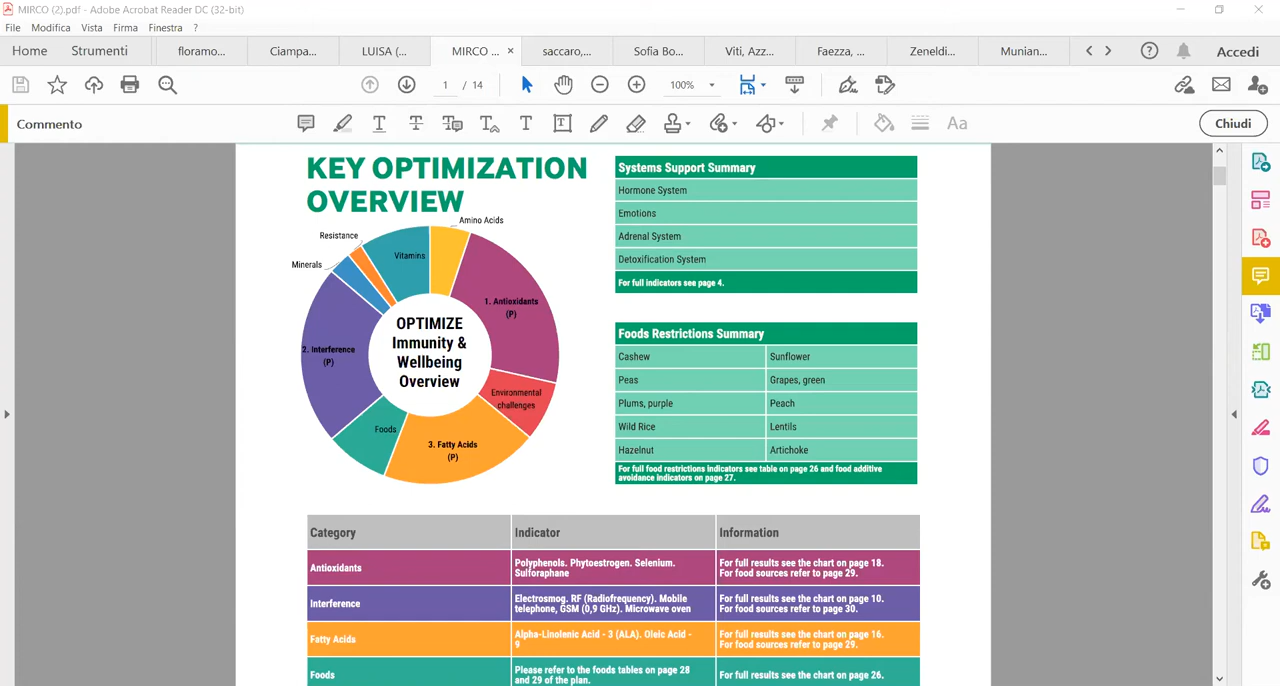 MIRCO (2).pdf - Adobe Acrobat Reader DC (32-bit)
File Modifica Vista Firma Finestra ?
Home Strumenti floramo... Ciampa... LUISA (... MIRCO ... × saccaro,... Sofia Bo... Viti, Azz... Faezza, ... Zeneldi... Munian... Accedi
1 / 14 100%
Commento Aa Chiudi
KEY OPTIMIZATION
OVERVIEW
Amino Acids
Resistance
Vitamins
Minerals
1. Antioxidants
(P)
2. Interference
(P)
OPTIMIZE
Immunity &
Wellbeing
Overview
Environmental
challenges
Foods
3. Fatty Acids
(P)
Systems Support Summary
Hormone System
Emotions
Adrenal System
Detoxification System
For full indicators see page 4.
Foods Restrictions Summary
Cashew Sunflower
Peas Grapes, green
Plums, purple Peach
Wild Rice Lentils
Hazelnut Artichoke
For full food restrictions indicators see table on page 26 and food additive
avoidance indicators on page 27.
Category Indicator Information
Antioxidants
Polyphenols. Phytoestrogen. Selenium.
Sulforaphane
For full results see the chart on page 18.
For food sources refer to page 29.
Interference
Electrosmog. RF (Radiofrequency). Mobile
telephone, GSM (0,9 GHz). Microwave oven
For full results see the chart on page 10.
For food sources refer to page 30.
Fatty Acids
Alpha-Linolenic Acid - 3 (ALA). Oleic Acid -
9
For full results see the chart on page 16.
For food sources refer to page 29.
Foods
Please refer to the foods tables on page 28
and 29 of the plan.
For full results see the chart on page 26.